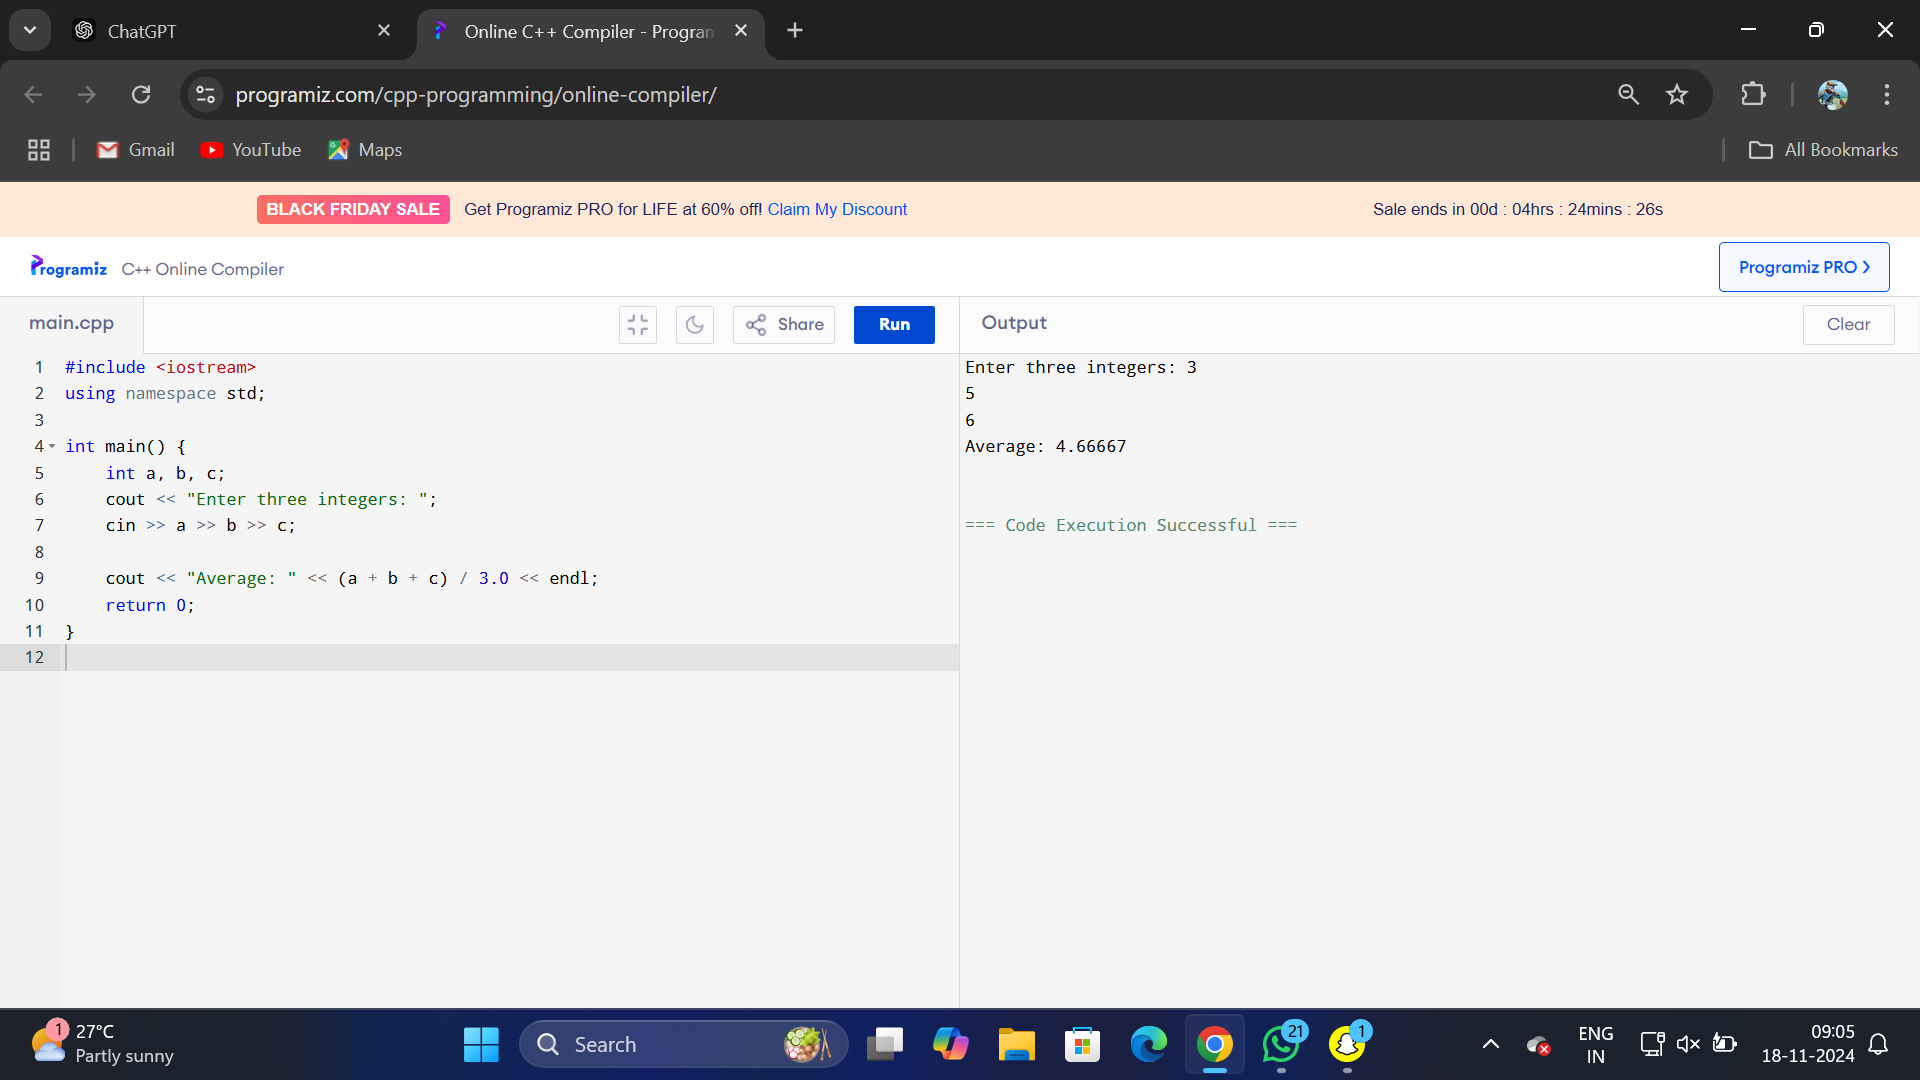 ChatGPT
Online C++ Compiler - Program
programiz.com/cpp-programming/online-compiler/
Gmail
YouTube
Maps
All Bookmarks
BLACK FRIDAY SALE Get Programiz PRO for LIFE at 60% off! Claim My Discount
Sale ends in 00d : 04hrs : 24mins : 26s
Programiz C++ Online Compiler
Programiz PRO
main.cpp
Share
Run
Output
Clear
1 #include <iostream>
2 using namespace std;
3
4 int main() {
5     int a, b, c;
6     cout << "Enter three integers: ";
7     cin >> a >> b >> c;
8
9     cout << "Average: " << (a + b + c) / 3.0 << endl;
10     return 0;
11 }
12
Enter three integers: 3
5
6
Average: 4.66667
=== Code Execution Successful ===
1
27°C
Partly sunny
Search
21
1
ENG
IN
09:05
18-11-2024